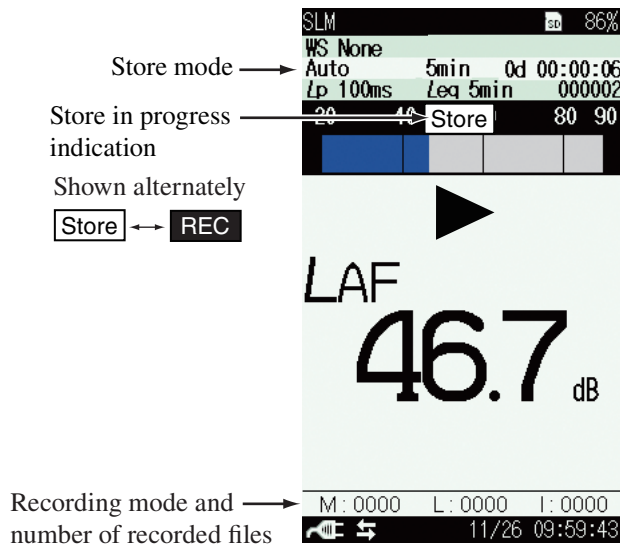 SLM SD 86%
WS None
Store mode
Auto 5min 0d 00:00:06
Lp 100ms Leq 5min 000002
Store in progress
indication
20 40 Store 80 90
Shown alternately
Store ↔ REC
LAF
46.7 dB
Recording mode and
number of recorded files
M:0000 L:0000 I:0000
11/26 09:59:43